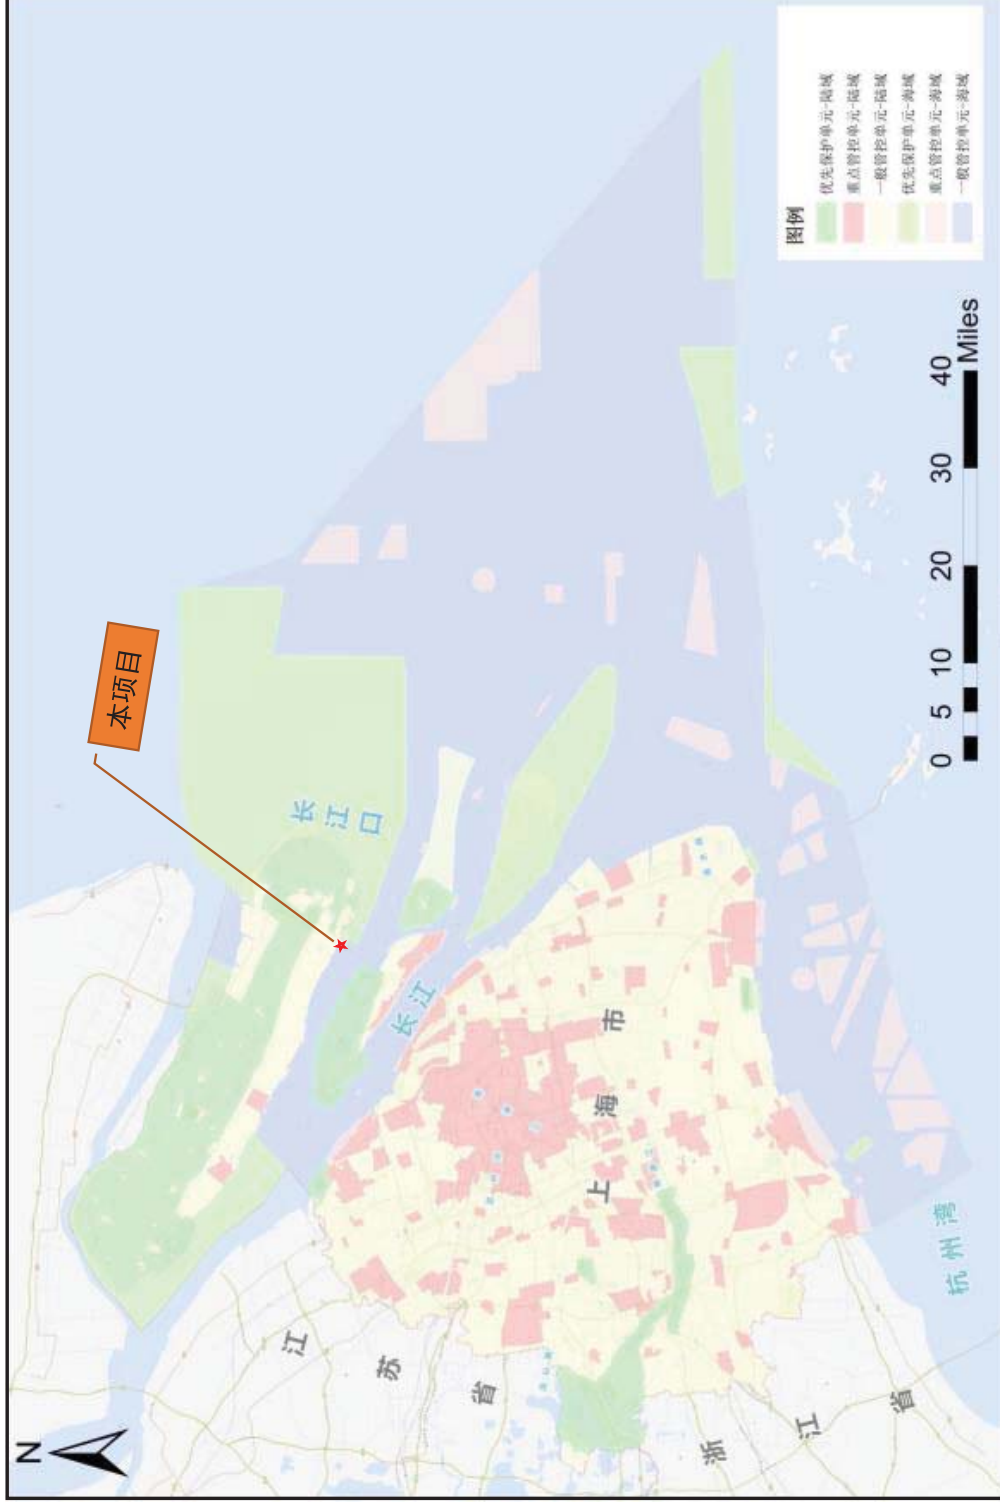 N
本项目
长江口
长江
江苏省
上海市
浙江省
杭州湾
图例
优先保护单元-陆域
重点管控单元-陆域
一般管控单元-陆域
优先保护单元-海域
重点管控单元-海域
一般管控单元-海域
0 5 10 20 30 40
Miles